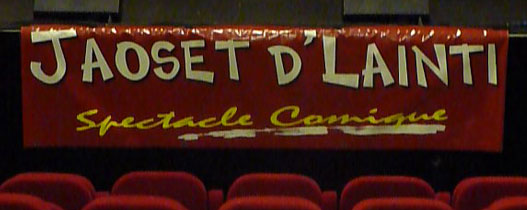 JAOSET D'LAINTI
Spectacle Comique